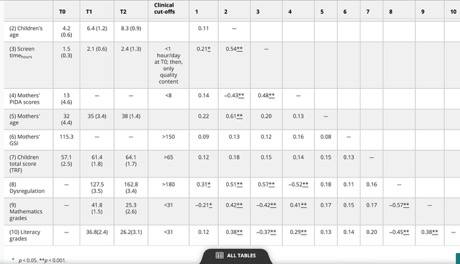 T0 T1 T2 Clinical cut-offs 1 2 3 4 5 6 7 8 9 10
(2) Children's age 4.2 (0.6) 6.4 (1.2) 8.3 (0.9) 0.11 —
(3) Screen time hours 1.5 (0.3) 2.1 (0.6) 2.4 (1.3) <1 hour/day at T0; then, only quality content 0.21* 0.54** —
(4) Mothers' PIDA scores 13 (4.6) — — <8 0.14 −0.43** 0.48** —
(5) Mothers' age 32 (4.4) 35 (3.4) 38 (1.4) 0.22 0.61** 0.20 0.13 —
(6) Mothers' GSI 115.3 — — >150 0.09 0.13 0.12 0.16 0.08 —
(7) Children total score (TRF) 57.1 (2.5) 61.4 (1.8) 64.1 (1.7) >65 0.12 0.18 0.15 0.14 0.15 0.13 —
(8) Dysregulation — 127.5 (3.5) 162.8 (3.4) >180 0.31* 0.51** 0.57** −0.52** 0.18 0.11 0.16 —
(9) Mathematics grades — 41.8 (1.5) 25.3 (2.6) <31 −0.21* 0.42** −0.42** 0.41** 0.17 0.15 0.17 −0.57** —
(10) Literacy grades — 36.8(2.4) 26.2(3.1) <31 0.12 0.38** −0.37** 0.29** 0.13 0.14 0.20 −0.45** 0.38** —
ALL TABLES
* p < 0.05. **p < 0.001.